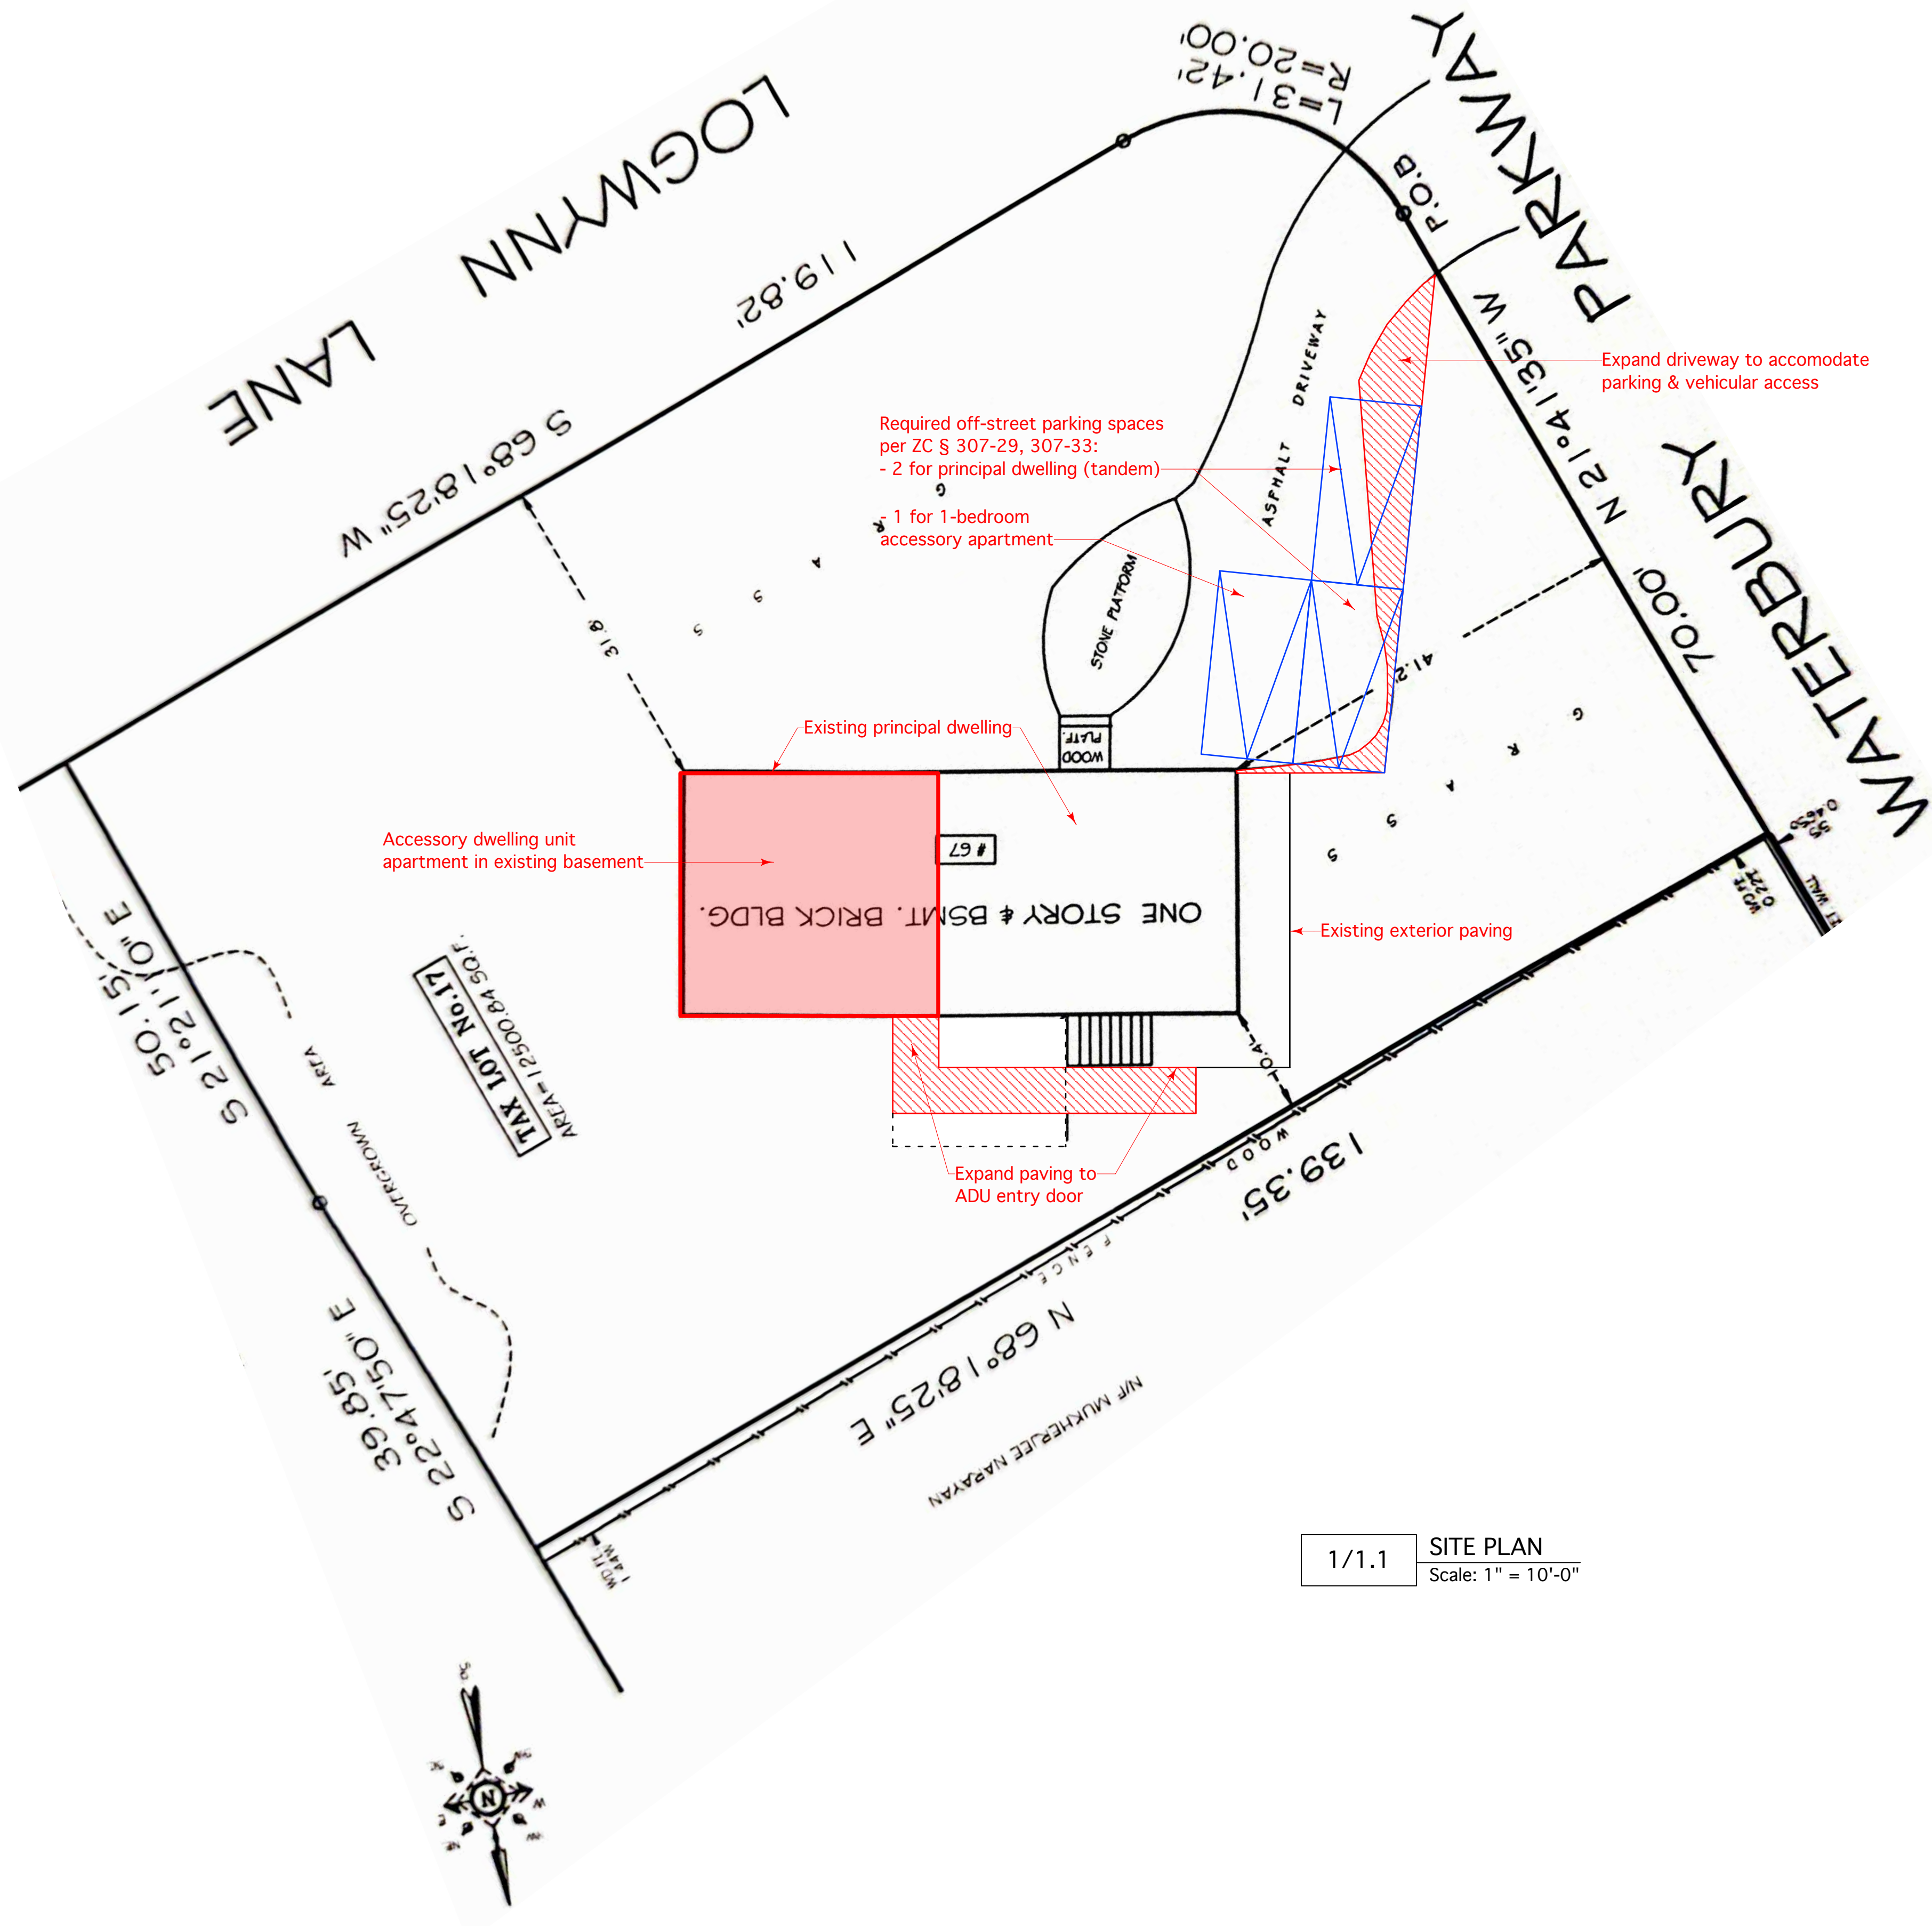 LOGWYNN LANE
S 68°18'25" W
119.82'
L=31.42'
R=20.00'
P.O.B
WATERBURY PARKWAY
N 21°41'35" W
70.00'
Expand driveway to accomodate
parking & vehicular access
Required off-street parking spaces
per ZC § 307-29, 307-33:
- 2 for principal dwelling (tandem)
- 1 for 1-bedroom
accessory apartment
ASPHALT DRIVEWAY
STONE PLATFORM
WOOD
PLATF.
GRASS
31.8'
41.2'
GRASS
Existing principal dwelling
Accessory dwelling unit
apartment in existing basement
# 67
ONE STORY & BSMT. BRICK BLDG.
Existing exterior paving
10.4'
Expand paving to
ADU entry door
TAX LOT No.17
AREA=12500.84 SQ.F.
OVERGROWN AREA
50.15'
S 21°21'10" E
39.85'
S 22°47'50" E
WOOD FENCE
139.35'
N 68°18'25" E
N/F MUKHERJEE NARAYAN
N
1/1.1
SITE PLAN
Scale: 1" = 10'-0"